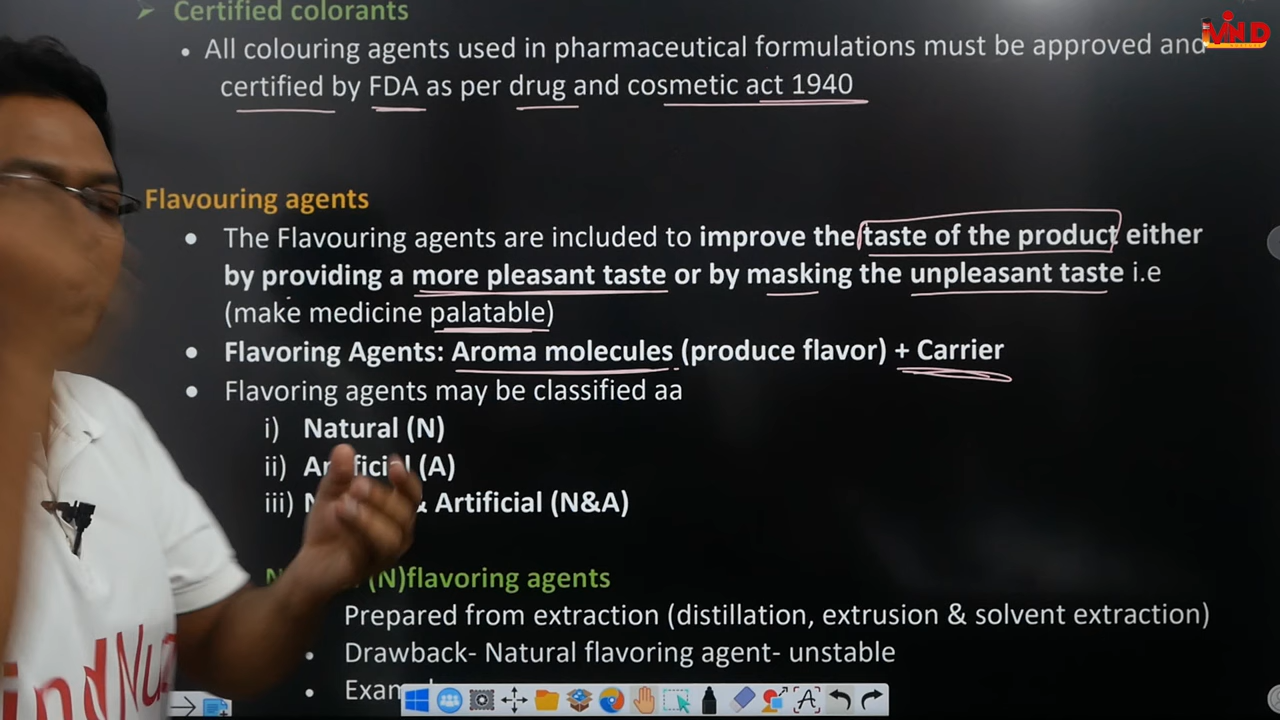 Certified colorants
All colouring agents used in pharmaceutical formulations must be approved and
certified by FDA as per drug and cosmetic act 1940
Flavouring agents
The Flavouring agents are included to improve the taste of the product either
by providing a more pleasant taste or by masking the unpleasant taste i.e
(make medicine palatable)
Flavoring Agents: Aroma molecules (produce flavor) + Carrier
Flavoring agents may be classified aa
i) Natural (N)
ii) (A)
iii) & Artificial (N&A)
(N)flavoring agents
Prepared from extraction (distillation, extrusion & solvent extraction)
Drawback- Natural flavoring agent- unstable